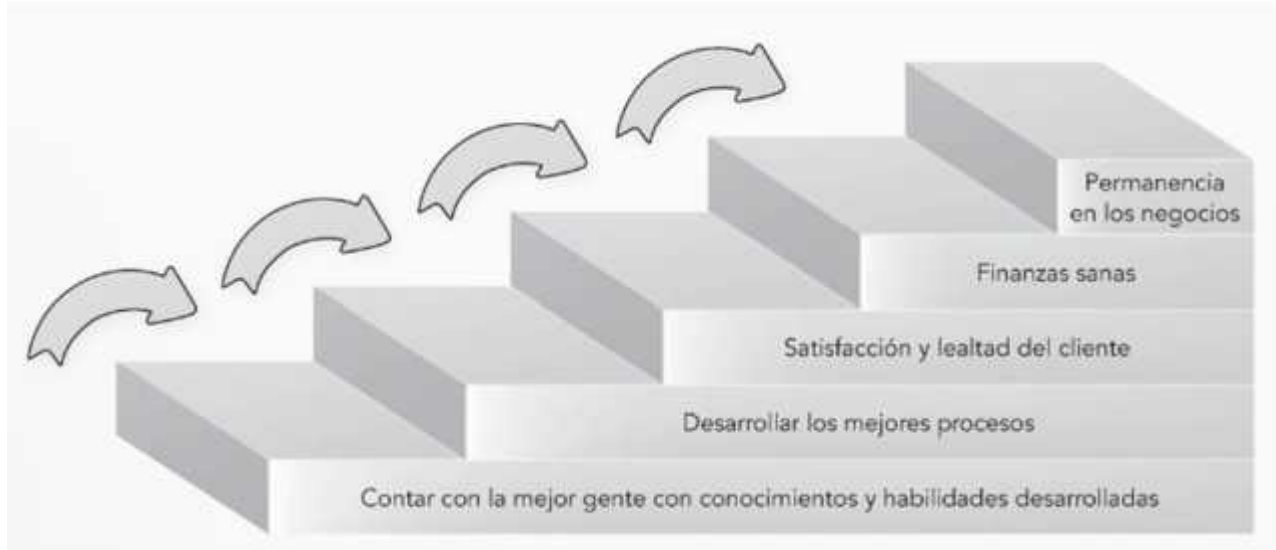 Permanencia
en los negocios
Finanzas sanas
Satisfacción y lealtad del cliente
Desarrollar los mejores procesos
Contar con la mejor gente con conocimientos y habilidades desarrolladas